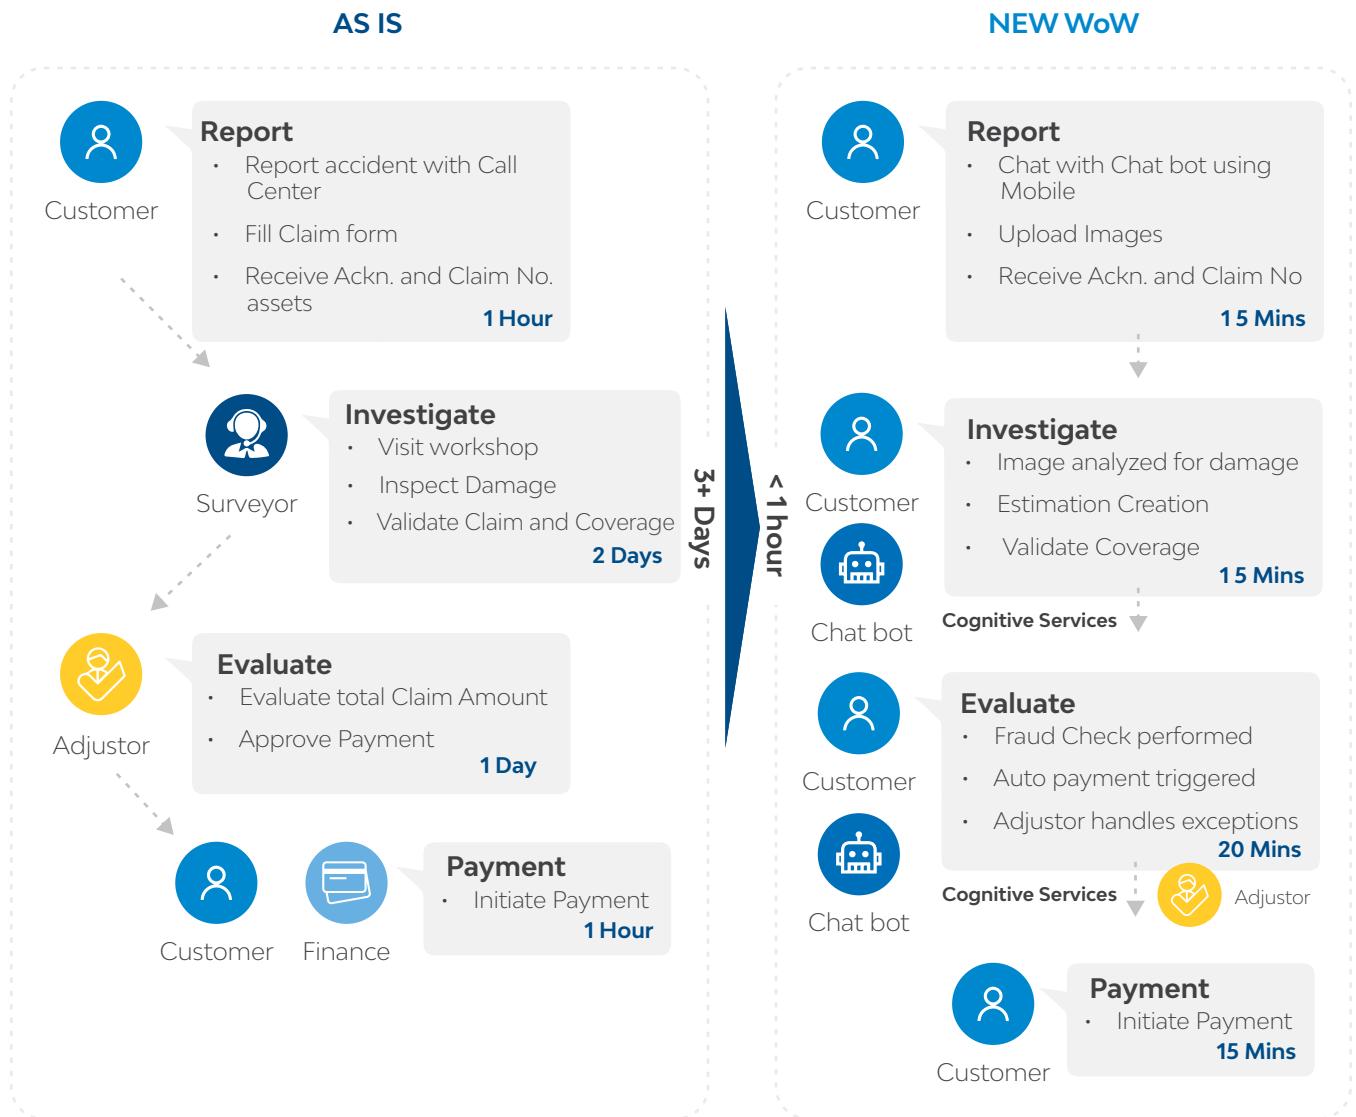 AS IS
Customer
Report
• Report accident with Call
Center
• Fill Claim form
• Receive Ackn. and Claim No.
assets
1 Hour
Surveyor
Investigate
• Visit workshop
• Inspect Damage
• Validate Claim and Coverage
2 Days
Adjustor
Evaluate
• Evaluate total Claim Amount
• Approve Payment
1 Day
Customer
Finance
Payment
• Initiate Payment
1 Hour
3+ Days
< 1 hour
NEW WoW
Customer
Report
• Chat with Chat bot using
Mobile
• Upload Images
• Receive Ackn. and Claim No
15 Mins
Customer
Chat bot
Investigate
• Image analyzed for damage
• Estimation Creation
• Validate Coverage
15 Mins
Cognitive Services
Customer
Chat bot
Evaluate
• Fraud Check performed
• Auto payment triggered
• Adjustor handles exceptions
20 Mins
Cognitive Services
Adjustor
Customer
Payment
• Initiate Payment
15 Mins